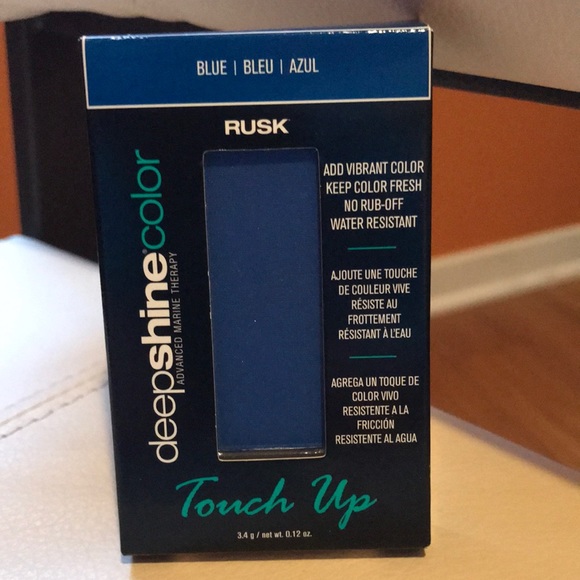 BLUE | BLEU | AZUL
RUSK
deepshine®color
ADVANCED MARINE THERAPY
ADD VIBRANT COLOR
KEEP COLOR FRESH
NO RUB-OFF
WATER RESISTANT
AJOUTE UNE TOUCHE
DE COULEUR VIVE
RÉSISTE AU
FROTTEMENT
RÉSISTANT À L'EAU
AGREGA UN TOQUE DE
COLOR VIVO
RESISTENTE A LA
FRICCIÓN
RESISTENTE AL AGUA
Touch Up
3.4 g / net wt. 0.12 oz.